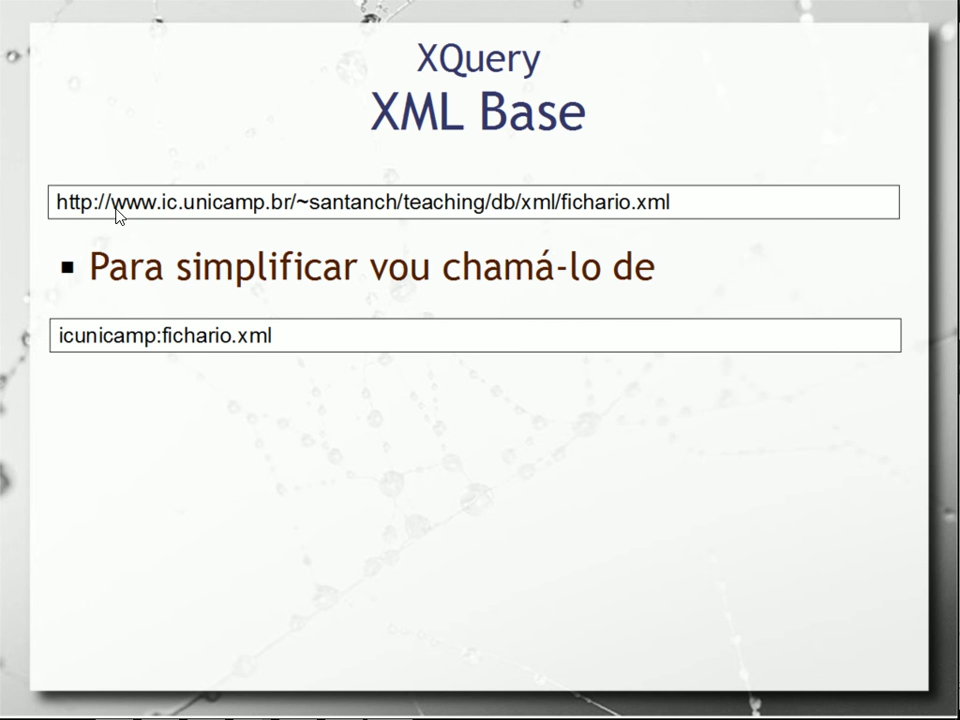 XQuery
XML Base
http://www.ic.unicamp.br/~santanch/teaching/db/xml/fichario.xml
▪ Para simplificar vou chamá-lo de
icunicamp:fichario.xml